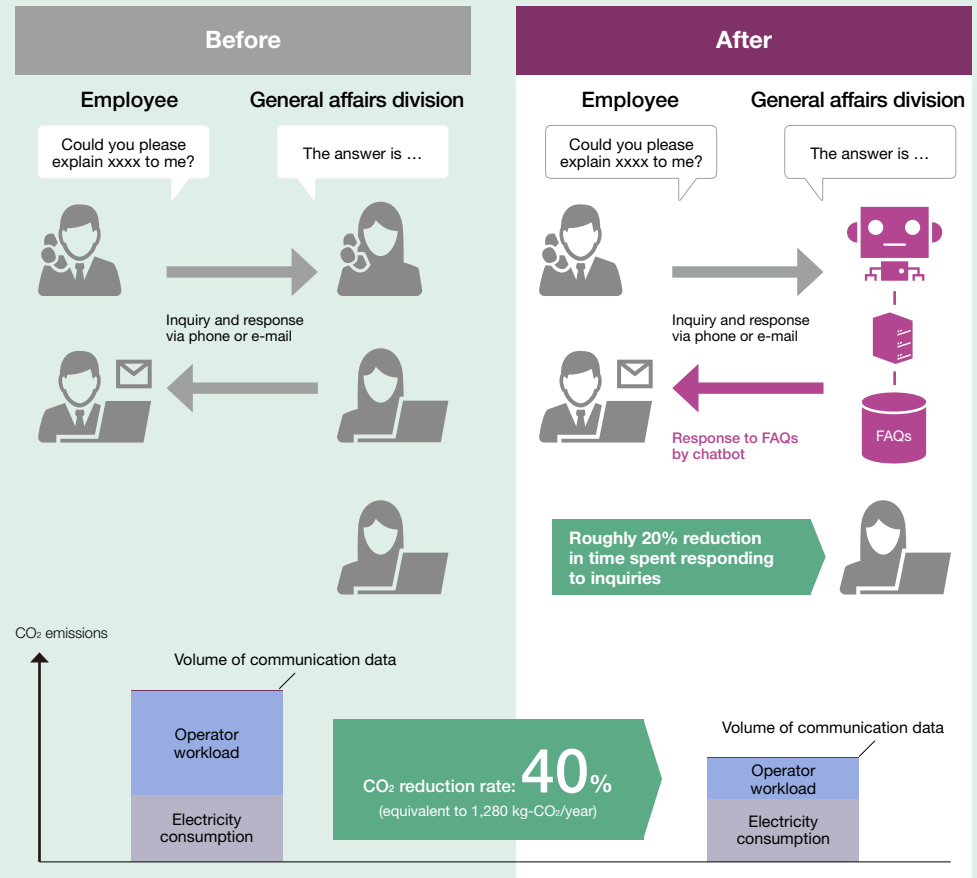 Before
Employee
General affairs division
Could you please
explain xxxx to me?
The answer is …
Inquiry and response
via phone or e-mail
After
Employee
General affairs division
Could you please
explain xxxx to me?
The answer is …
Inquiry and response
via phone or e-mail
Response to FAQs
by chatbot
FAQs
Roughly 20% reduction
in time spent responding
to inquiries
CO₂ emissions
Volume of communication data
Operator
workload
Electricity
consumption
CO₂ reduction rate: 40%
(equivalent to 1,280 kg-CO₂/year)
Volume of communication data
Operator
workload
Electricity
consumption